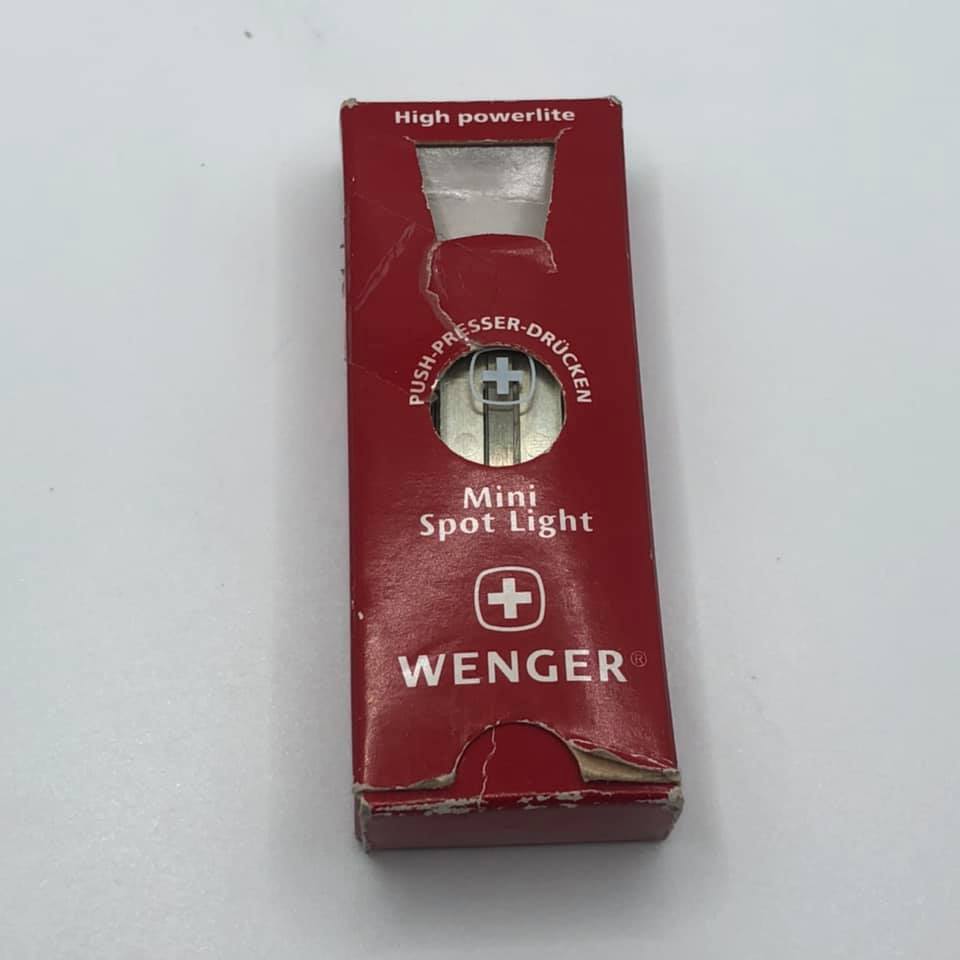 High powerlite
PUSH-PRESSER-DRÜCKEN
Mini
Spot Light
WENGER®